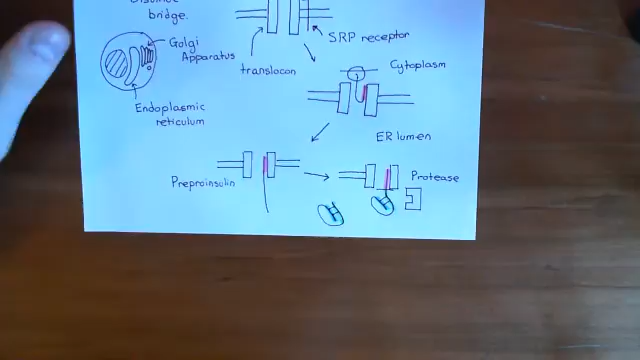 bridge.
Golgi
Apparatus
SRP receptor
translocon
Cytoplasm
Endoplasmic
reticulum
ER lumen
Preproinsulin
Protease